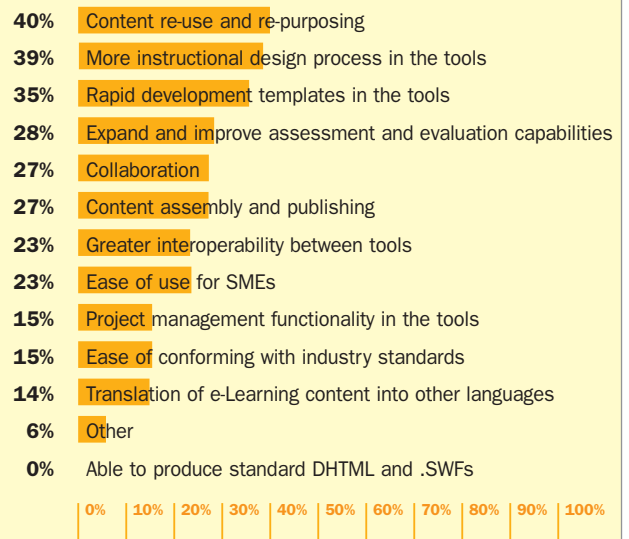 40% Content re-use and re-purposing
39% More instructional design process in the tools
35% Rapid development templates in the tools
28% Expand and improve assessment and evaluation capabilities
27% Collaboration
27% Content assembly and publishing
23% Greater interoperability between tools
23% Ease of use for SMEs
15% Project management functionality in the tools
15% Ease of conforming with industry standards
14% Translation of e-Learning content into other languages
6% Other
0% Able to produce standard DHTML and .SWFs
0% 10% 20% 30% 40% 50% 60% 70% 80% 90% 100%